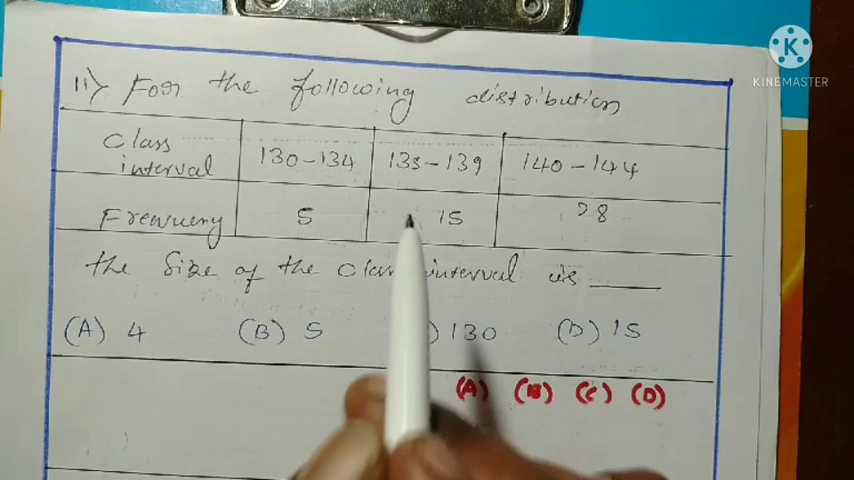 KINEMASTER
11) For the following distribution
Class interval 130-134 135-139 140-144
Frequency 5 15 28
the size of the class interval is ____
(A) 4 (B) 5 ) 130 (D) 15
(A) (B) (C) (D)